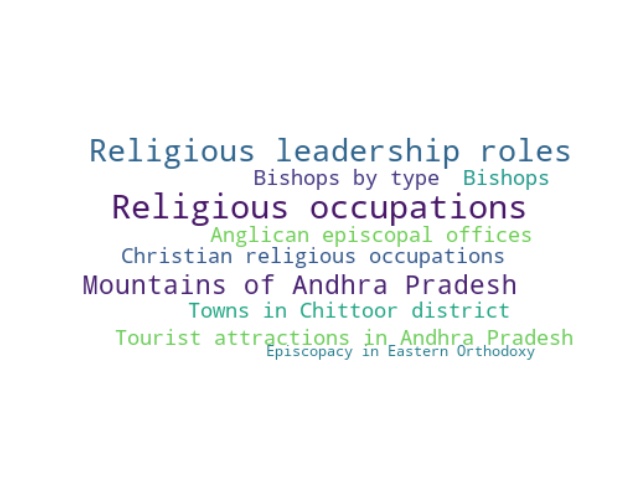 Religious leadership roles
Bishops by type Bishops
Religious occupations
Anglican episcopal offices
Christian religious occupations
Mountains of Andhra Pradesh
Towns in Chittoor district
Tourist attractions in Andhra Pradesh
Episcopacy in Eastern Orthodoxy